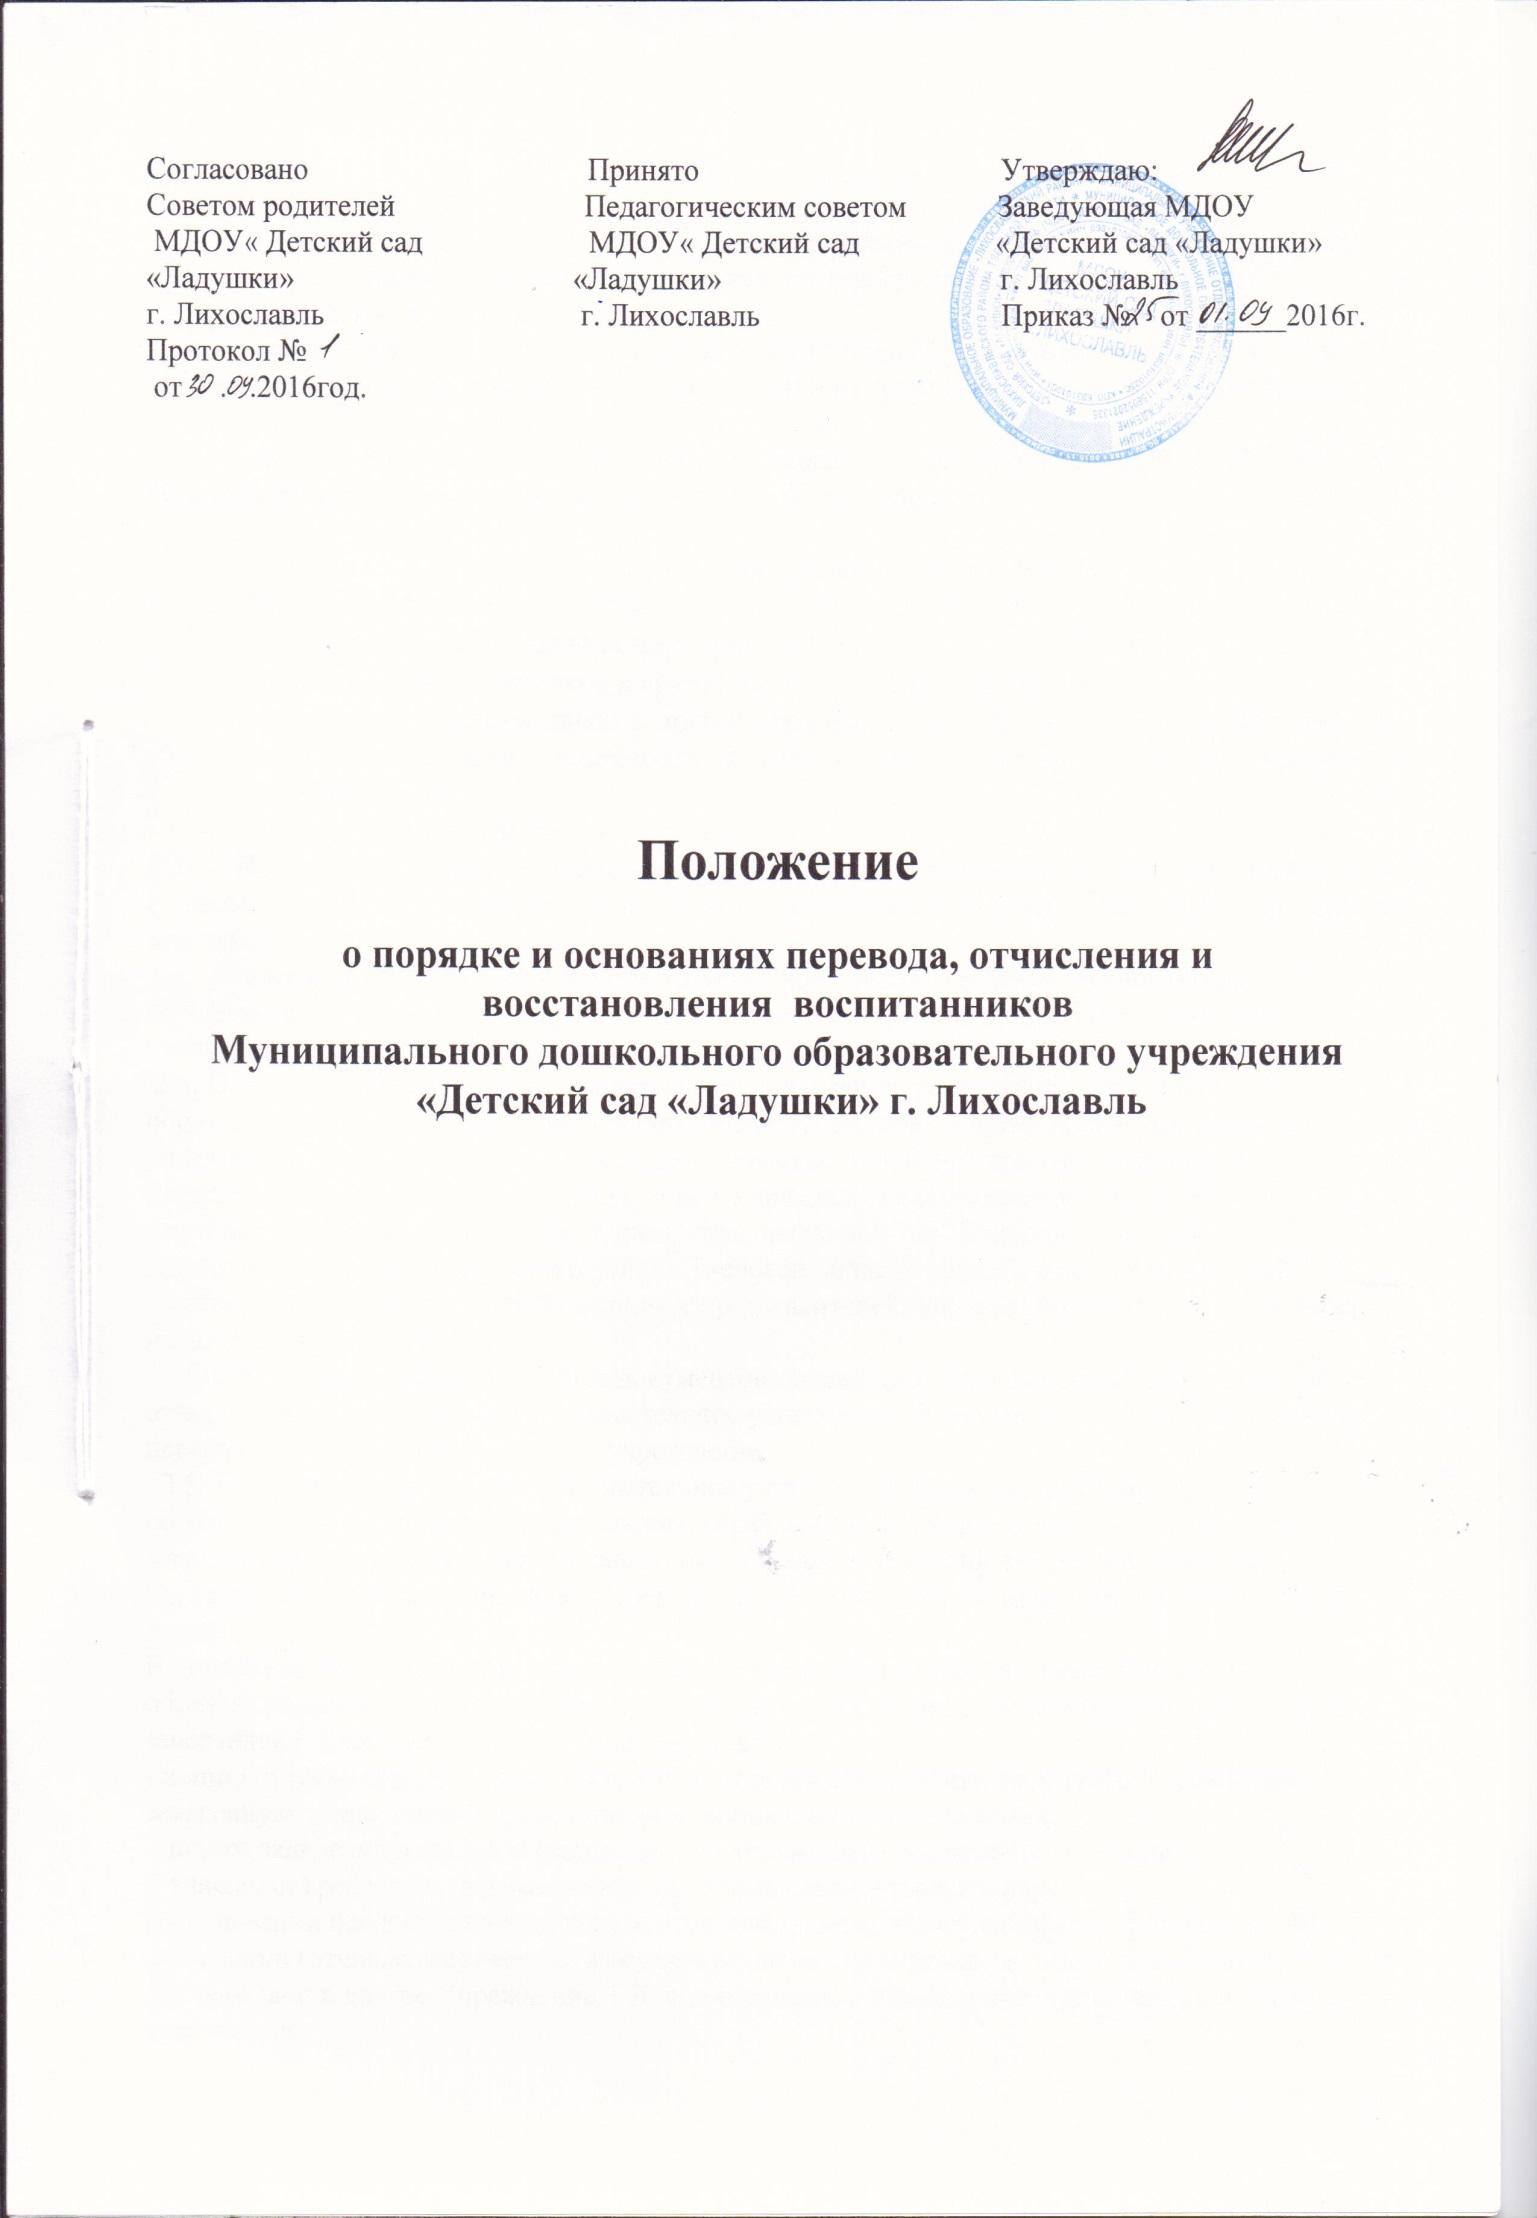 Согласовано
Советом родителей
МДОУ« Детский сад
«Ладушки»
г. Лихославль
Протокол № 1
от 30 .09.2016год.
Принято
Педагогическим советом
МДОУ« Детский сад
«Ладушки»
г. Лихославль
Утверждаю:
Заведующая МДОУ
«Детский сад «Ладушки»
г. Лихославль
Приказ №25 от 01. 09 2016г.
Положение
о порядке и основаниях перевода, отчисления и
восстановления воспитанников
Муниципального дошкольного образовательного учреждения
«Детский сад «Ладушки» г. Лихославль